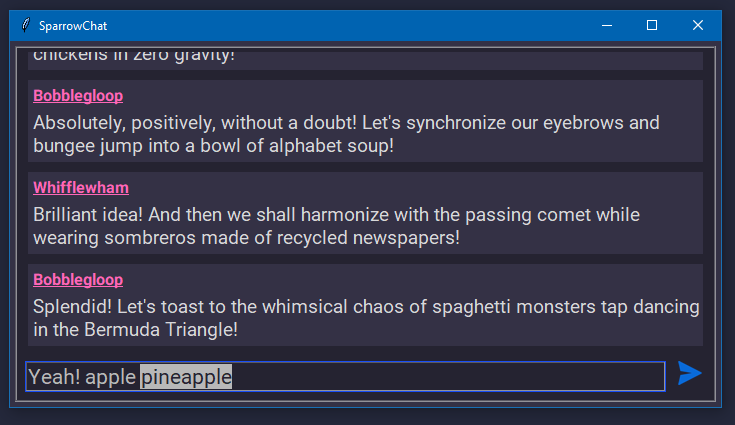 SparrowChat
chickens in zero gravity!
Bobblegloop
Absolutely, positively, without a doubt! Let's synchronize our eyebrows and
bungee jump into a bowl of alphabet soup!
Whifflewham
Brilliant idea! And then we shall harmonize with the passing comet while
wearing sombreros made of recycled newspapers!
Bobblegloop
Splendid! Let's toast to the whimsical chaos of spaghetti monsters tap dancing
in the Bermuda Triangle!
Yeah! apple pineapple